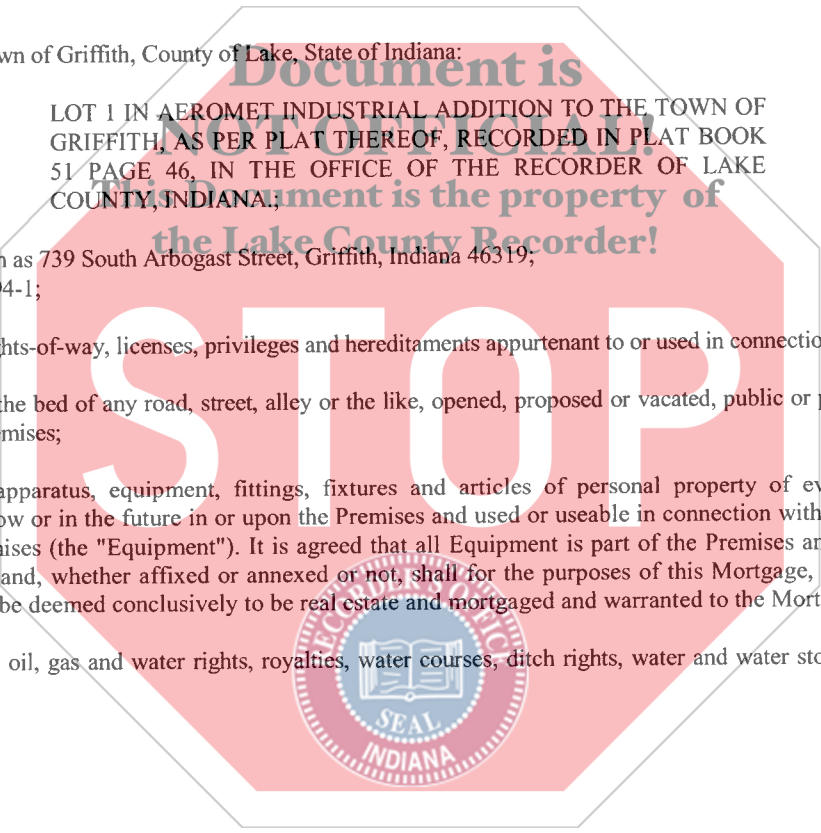 wn of Griffith, County of Lake, State of Indiana:
Document is
LOT 1 IN AEROMET INDUSTRIAL ADDITION TO THE TOWN OF
NOT OFFICIAL!
GRIFFITH, AS PER PLAT THEREOF, RECORDED IN PLAT BOOK
51 PAGE 46, IN THE OFFICE OF THE RECORDER OF LAKE
This Document is the property of
COUNTY, INDIANA.;
the Lake County Recorder!
n as 739 South Arbogast Street, Griffith, Indiana 46319;
94-1;
STOP
hts-of-way, licenses, privileges and hereditaments appurtenant to or used in connectio
the bed of any road, street, alley or the like, opened, proposed or vacated, public or p
mises;
apparatus, equipment, fittings, fixtures and articles of personal property of ev
ow or in the future in or upon the Premises and used or useable in connection with
nises (the "Equipment"). It is agreed that all Equipment is part of the Premises an
and, whether affixed or annexed or not, shall for the purposes of this Mortgage,
be deemed conclusively to be real estate and mortgaged and warranted to the Mort
oil, gas and water rights, royalties, water courses, ditch rights, water and water sto
RECORDER'S OFFICE
SEAL
INDIANA